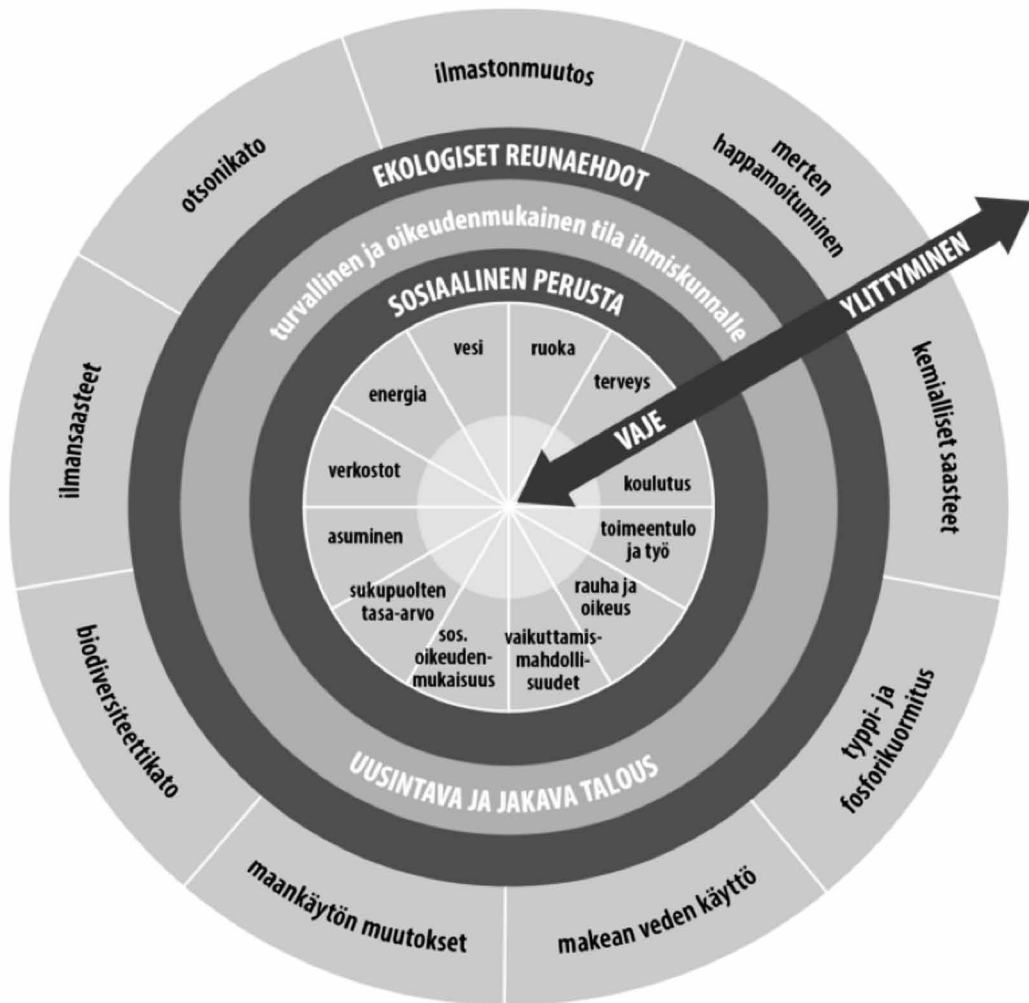 ilmastonmuutos
merten
happamoituminen
kemialliset saasteet
typpi- ja
fosforikuormitus
makean veden käyttö
maankäytön muutokset
biodiversiteettikato
ilmansaasteet
otsonikato
EKOLOGISET REUNAEHDOT
turvallinen ja oikeudenmukainen tila ihmiskunnalle
SOSIAALINEN PERUSTA
YLITTYMINEN
VAJE
vesi
ruoka
terveys
koulutus
toimeentulo
ja työ
rauha ja
oikeus
vaikuttamis-
mahdolli-
suudet
sos.
oikeuden-
mukaisuus
sukupuolten
tasa-arvo
asuminen
verkostot
energia
UUSINTAVA JA JAKAVA TALOUS